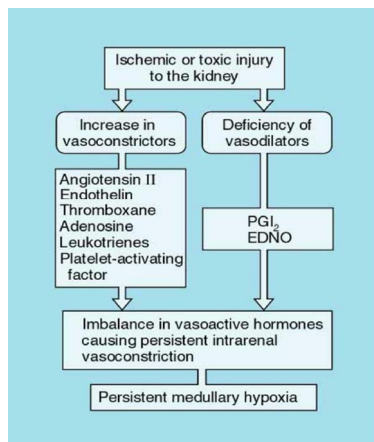 Ischemic or toxic injury
to the kidney
Increase in
vasoconstrictors
Deficiency of
vasodilators
Angiotensin II
Endothelin
Thromboxane
Adenosine
Leukotrienes
Platelet-activating
factor
PGI₂
EDNO
Imbalance in vasoactive hormones
causing persistent intrarenal
vasoconstriction
Persistent medullary hypoxia